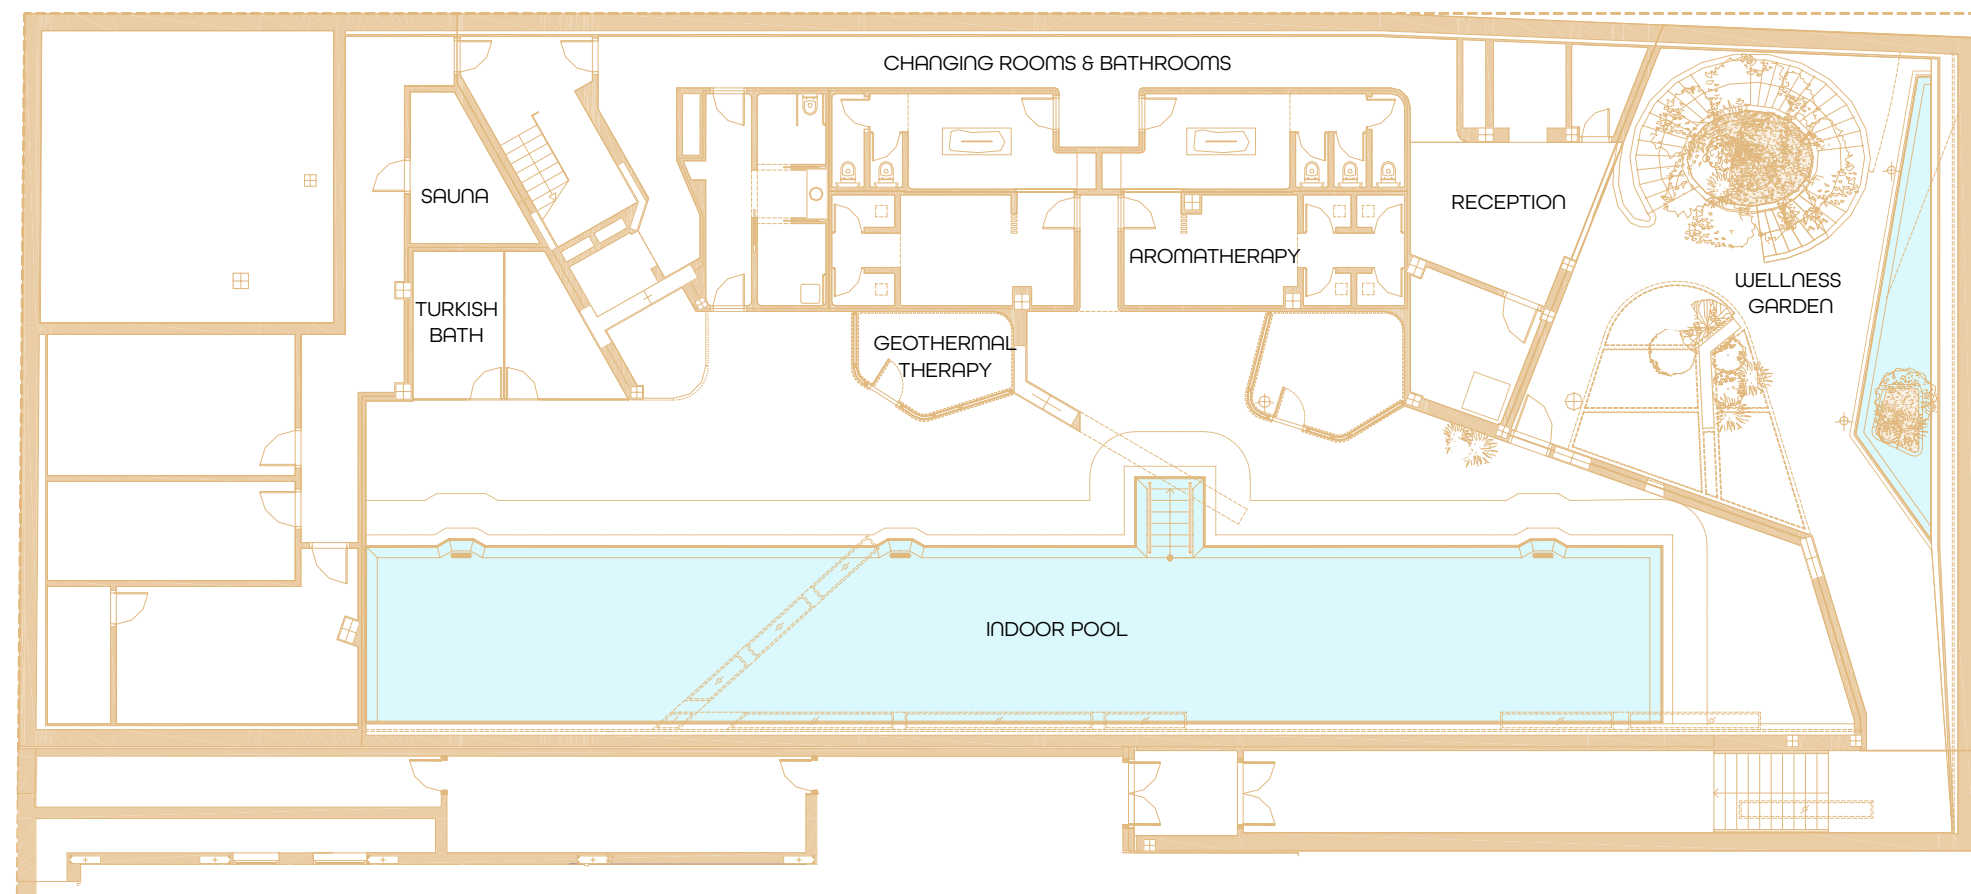 CHANGING ROOMS & BATHROOMS
SAUNA
RECEPTION
AROMATHERAPY
WELLNESS
GARDEN
TURKISH
BATH
GEOTHERMAL
THERAPY
INDOOR POOL